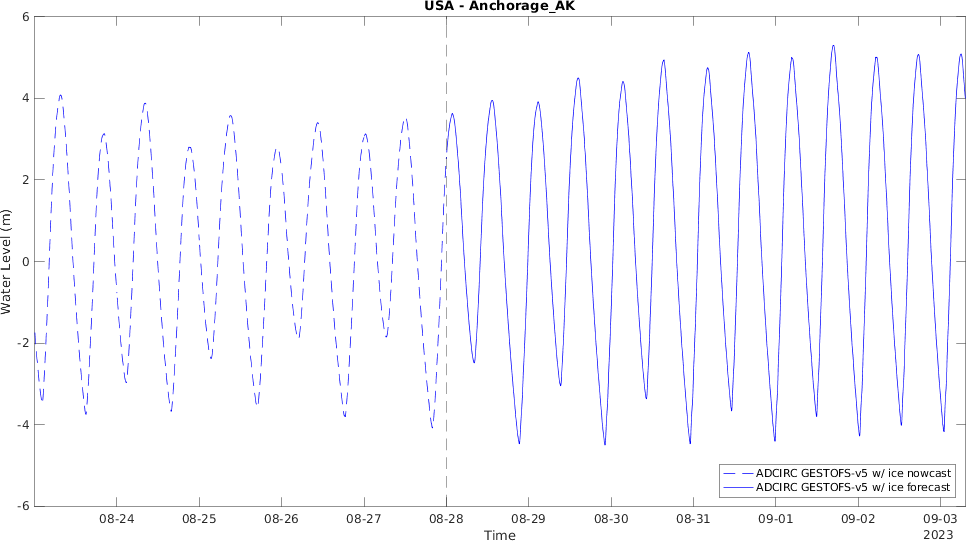 USA - Anchorage_AK
6
4
2
0
-2
-4
-6
Water Level (m)
ADCIRC GESTOFS-v5 w/ ice nowcast
ADCIRC GESTOFS-v5 w/ ice forecast
08-24 08-25 08-26 08-27 08-28 08-29 08-30 08-31 09-01 09-02 09-03
2023
Time